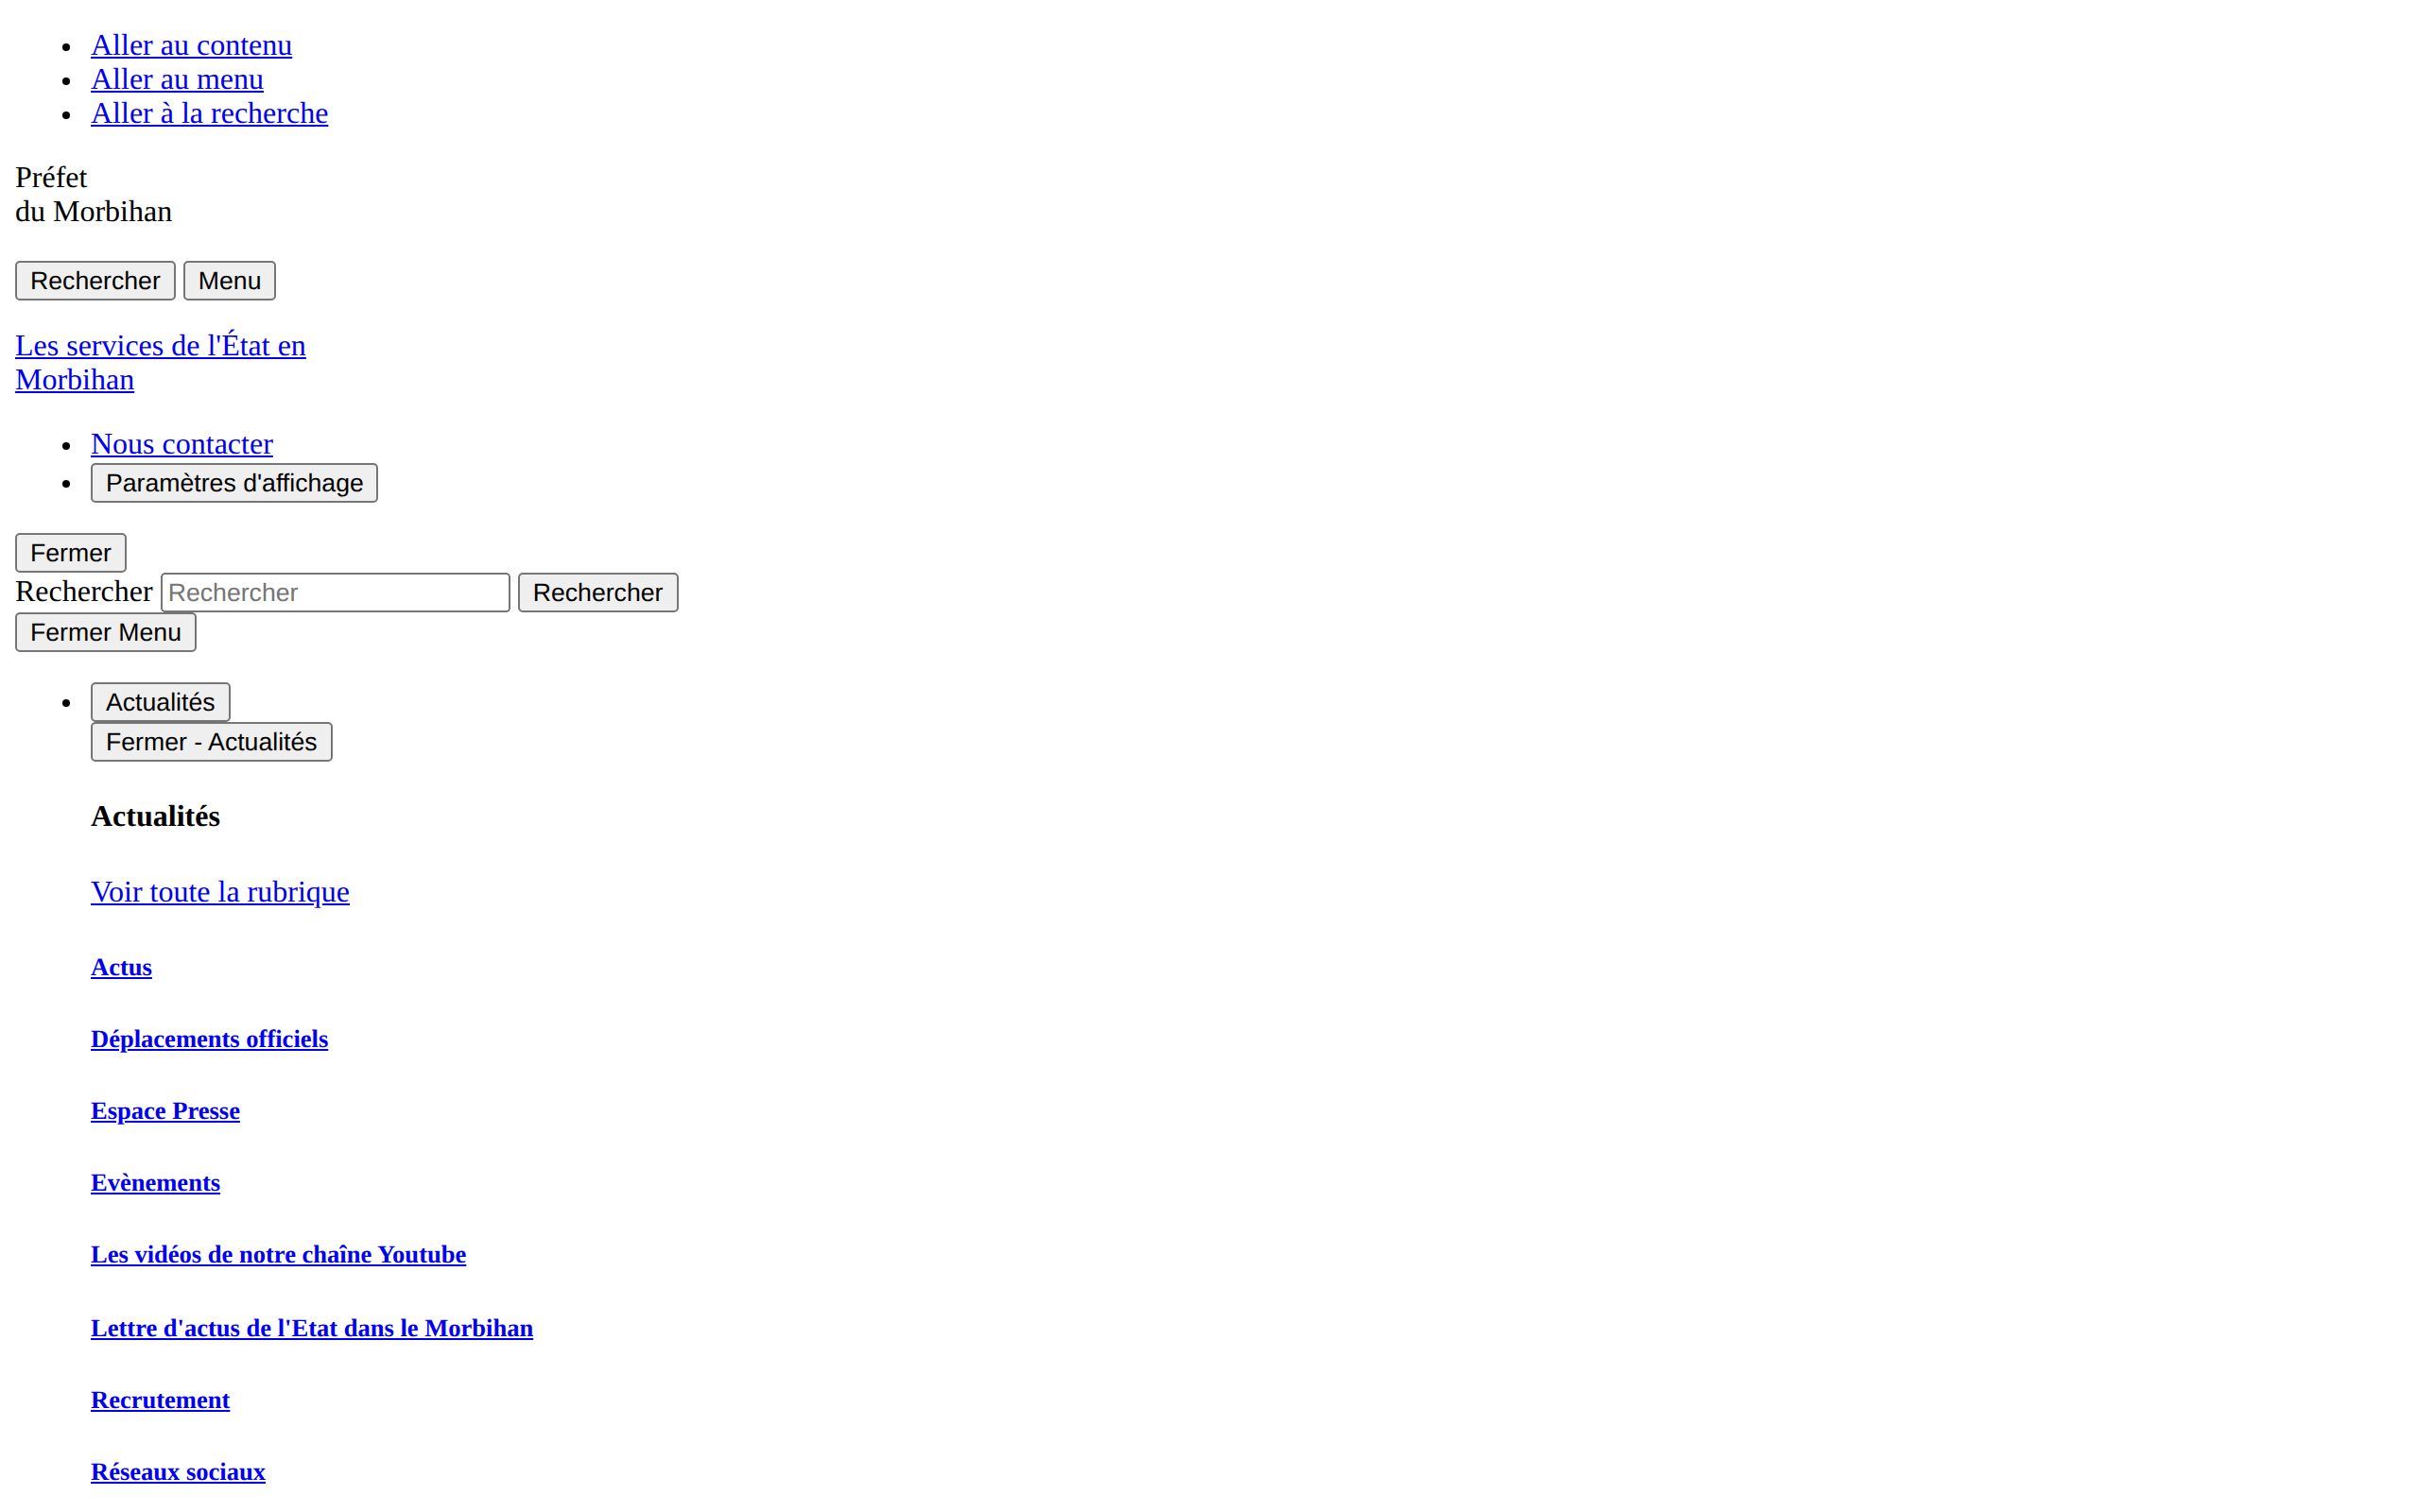 Aller au contenu
Aller au menu
Aller à la recherche
Préfet
du Morbihan
Rechercher Menu
Les services de l'État en
Morbihan
Nous contacter
Paramètres d'affichage
Fermer
Rechercher Rechercher Rechercher
Fermer Menu
Actualités
Fermer - Actualités
Actualités
Voir toute la rubrique
Actus
Déplacements officiels
Espace Presse
Evènements
Les vidéos de notre chaîne Youtube
Lettre d'actus de l'Etat dans le Morbihan
Recrutement
Réseaux sociaux